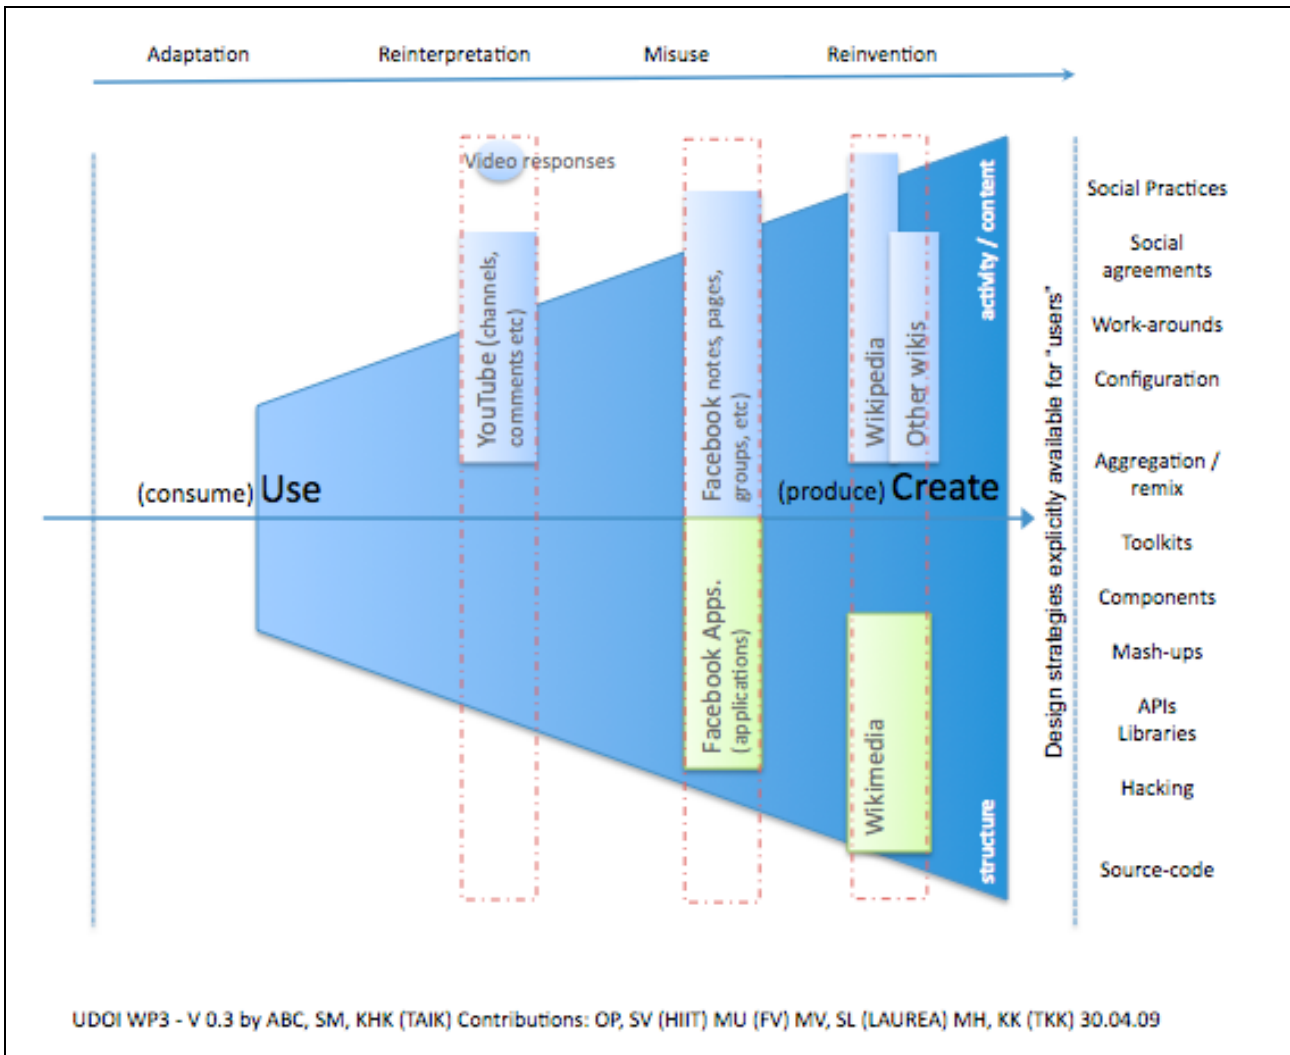 Adaptation
Reinterpretation
Misuse
Reinvention
Video responses
YouTube (channels,
comments etc)
Facebook notes, pages,
groups, etc)
Wikipedia
Other wikis
activity / content
(consume) Use
(produce) Create
Facebook Apps.
(applications)
Wikimedia
structure
Design strategies explicitly available for "users"
Social Practices
Social
agreements
Work-arounds
Configuration
Aggregation /
remix
Toolkits
Components
Mash-ups
APIs
Libraries
Hacking
Source-code
UDOI WP3 - V 0.3 by ABC, SM, KHK (TAIK) Contributions: OP, SV (HIIT) MU (FV) MV, SL (LAUREA) MH, KK (TKK) 30.04.09